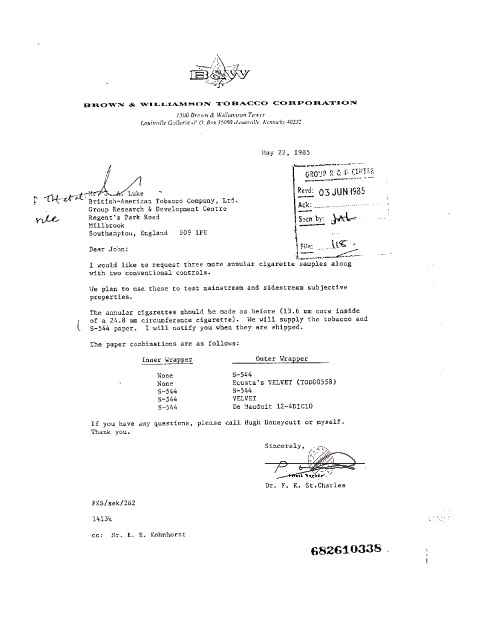 B&W
BROWN & WILLIAMSON TOBACCO CORPORATION
1500 Brown & Williamson Tower
Louisville Galleria • P.O. Box 35090 • Louisville, Kentucky 40232
May 22, 1985
GROUP R & D CENTRE
Recd: 03 JUN 1985
Ack:
Seen by: JAL
File: 118.
Mr. J. A. Luke
British-American Tobacco Company, Ltd.
Group Research & Development Centre
Regent's Park Road
Millbrook
Southampton, England SO9 1PE
Dear John:
I would like to request three more annular cigarette samples along
with two conventional controls.
We plan to use these to test mainstream and sidestream subjective
properties.
The annular cigarettes should be made as before (13.6 mm core inside
of a 24.8 mm circumference cigarette). We will supply the tobacco and
S-544 paper. I will notify you when they are shipped.
The paper combinations are as follows:
Inner Wrapper Outer Wrapper
None S-544
None Ecusta's VELVET (TOD00558)
S-544 S-544
S-544 VELVET
S-544 De Mauduit 12-4DIC10
If you have any questions, please call Hugh Honeycutt or myself.
Thank you.
Sincerely,
Dr. F. K. St.Charles
FKS/sek/282
1413k
cc: Mr. E. E. Kohnhorst
682610338